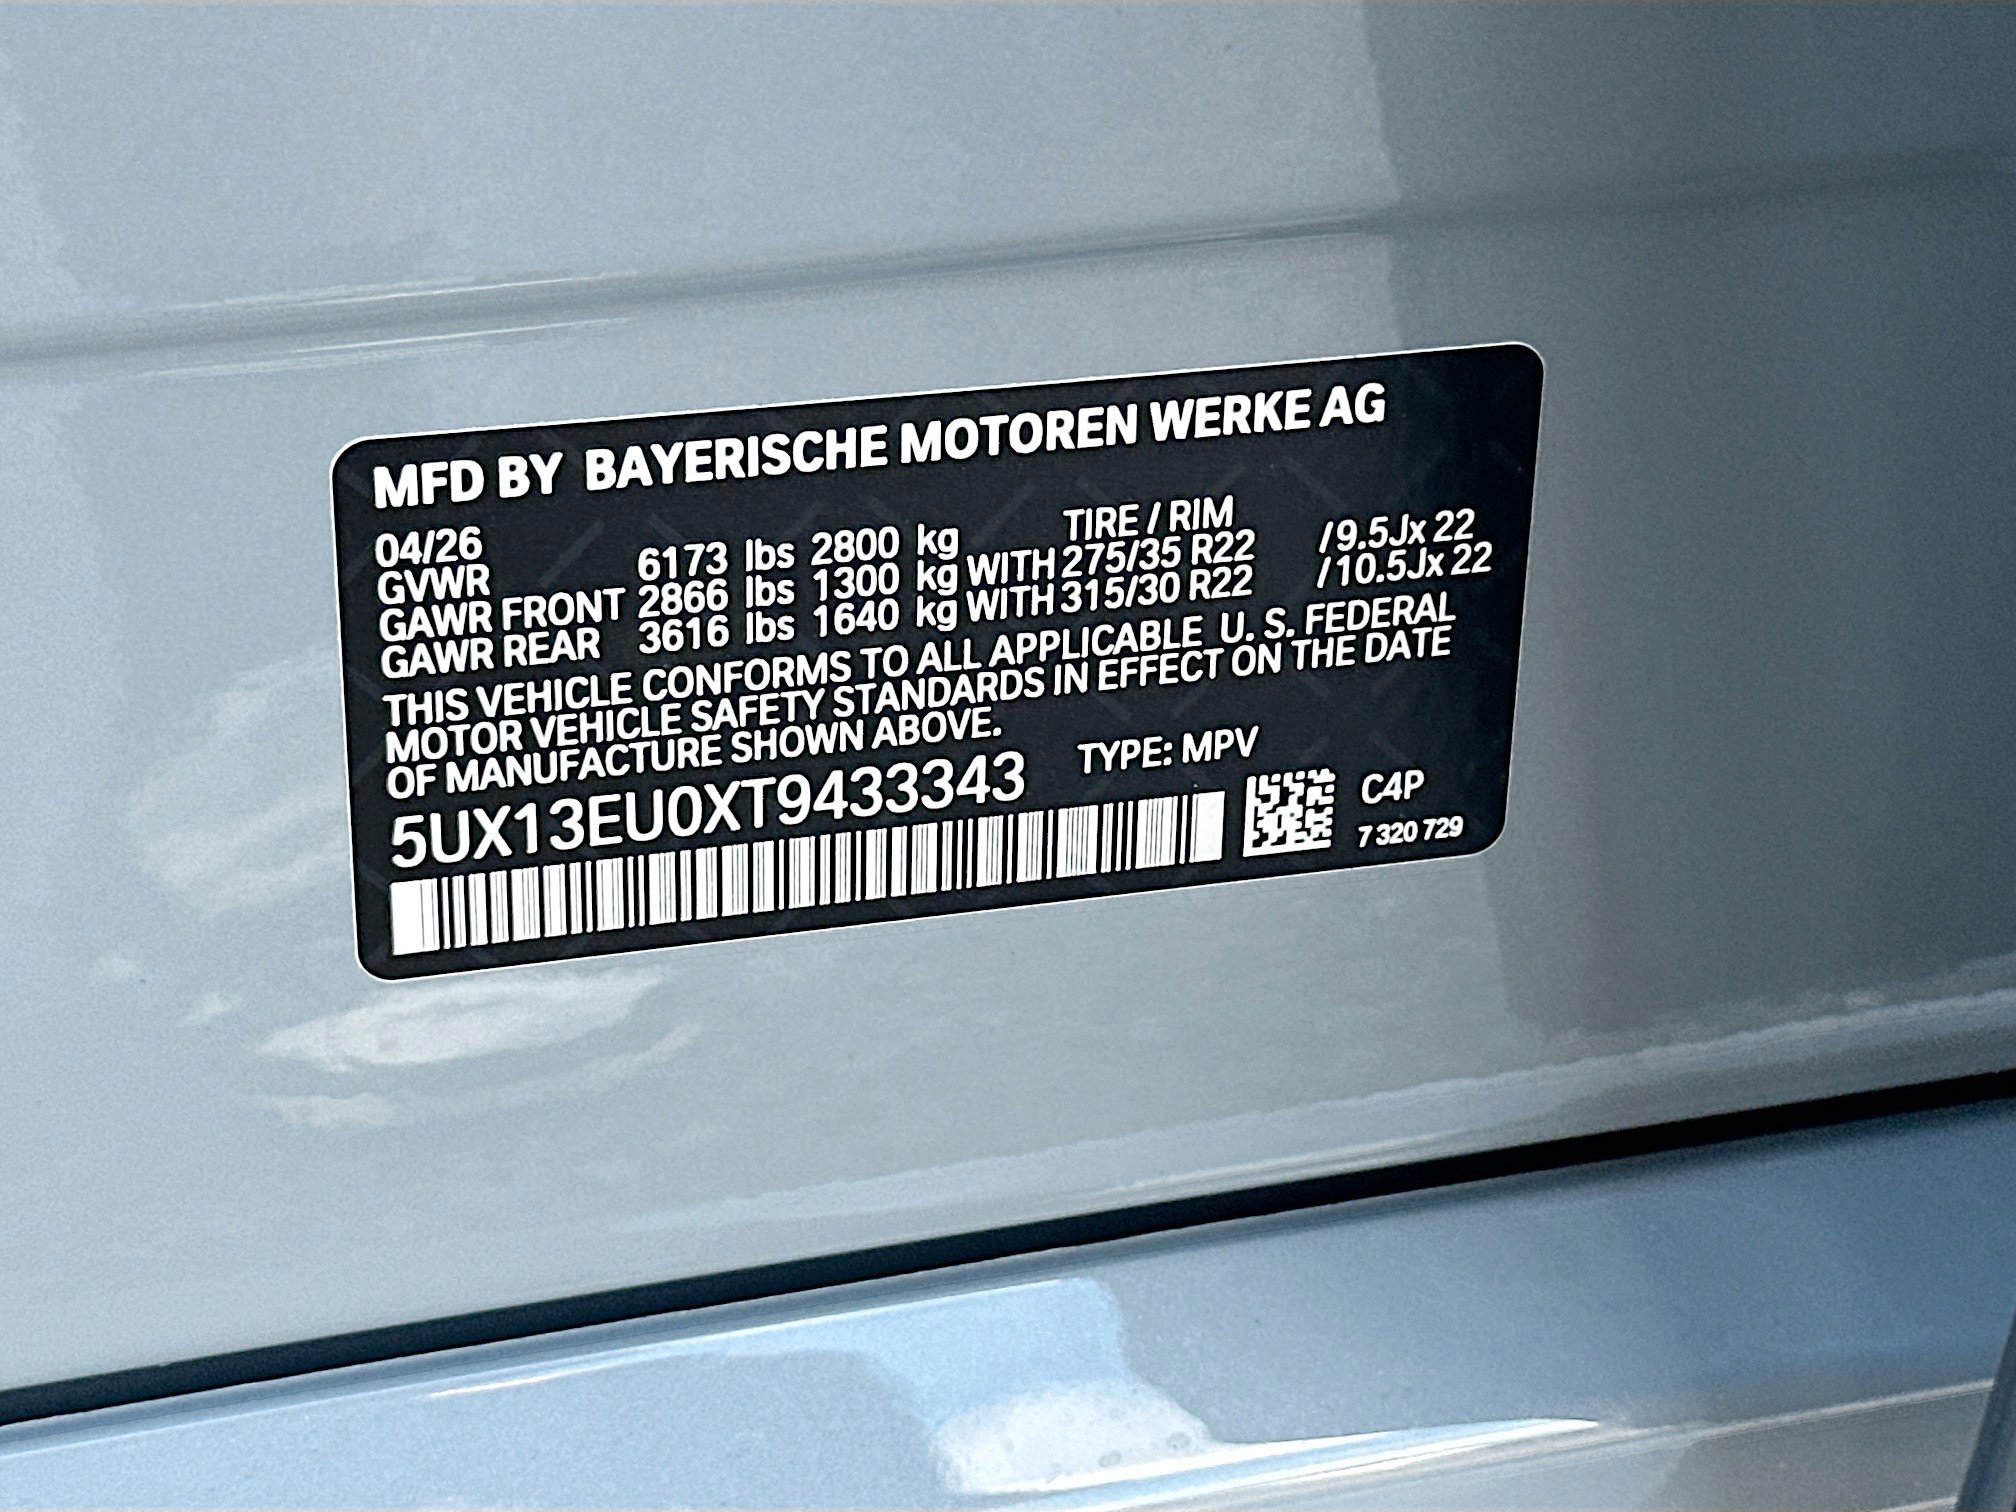 MFD BY BAYERISCHE MOTOREN WERKE AG
04/26 TIRE / RIM
GVWR 6173 lbs 2800 kg
GAWR FRONT 2866 lbs 1300 kg WITH 275/35 R22 /9.5Jx 22
GAWR REAR 3616 lbs 1640 kg WITH 315/30 R22 /10.5Jx 22
THIS VEHICLE CONFORMS TO ALL APPLICABLE U. S. FEDERAL
MOTOR VEHICLE SAFETY STANDARDS IN EFFECT ON THE DATE
OF MANUFACTURE SHOWN ABOVE.
5UX13EU0XT9433343 TYPE: MPV
C4P
7 320 729